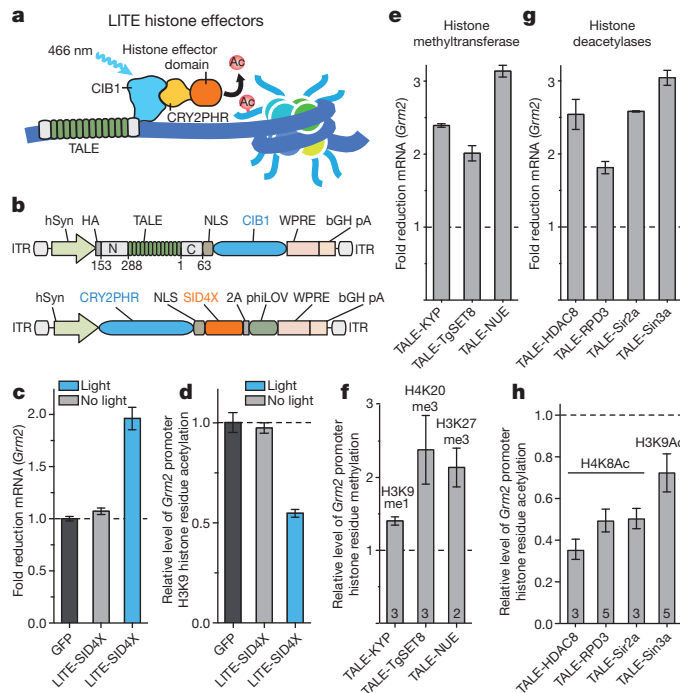 a
LITE histone effectors
466 nm
CIB1
Histone effector
domain
Ac
Ac
CRY2PHR
TALE
b
hSyn HA TALE NLS CIB1 WPRE bGH pA
ITR N C ITR
153 288 1 63
hSyn CRY2PHR NLS SID4X 2A phiLOV WPRE bGH pA
ITR ITR
c
Light
No light
Fold reduction mRNA (Grm2)
2.0
1.5
1.0
0.5
0.0
GFP
LITE-SID4X
LITE-SID4X
d
Light
No light
Relative level of Grm2 promoter
H3K9 histone residue acetylation
1.0
0.5
0.0
GFP
LITE-SID4X
LITE-SID4X
e
Histone
methyltransferase
Fold reduction mRNA (Grm2)
3
2
1
TALE-KYP
TALE-TgSET8
TALE-NUE
f
Relative level of Grm2 promoter
histone residue methylation
3
2
1
H3K9
me1
H4K20
me3
H3K27
me3
3
3
2
TALE-KYP
TALE-TgSET8
TALE-NUE
g
Histone
deacetylases
Fold reduction mRNA (Grm2)
3
2
1
TALE-HDAC8
TALE-RPD3
TALE-Sir2a
TALE-Sin3a
h
Relative level of Grm2 promoter
histone residue acetylation
1.0
0.8
0.6
0.4
0.2
0
H4K8Ac
H3K9Ac
3
5
3
5
TALE-HDAC8
TALE-RPD3
TALE-Sir2a
TALE-Sin3a